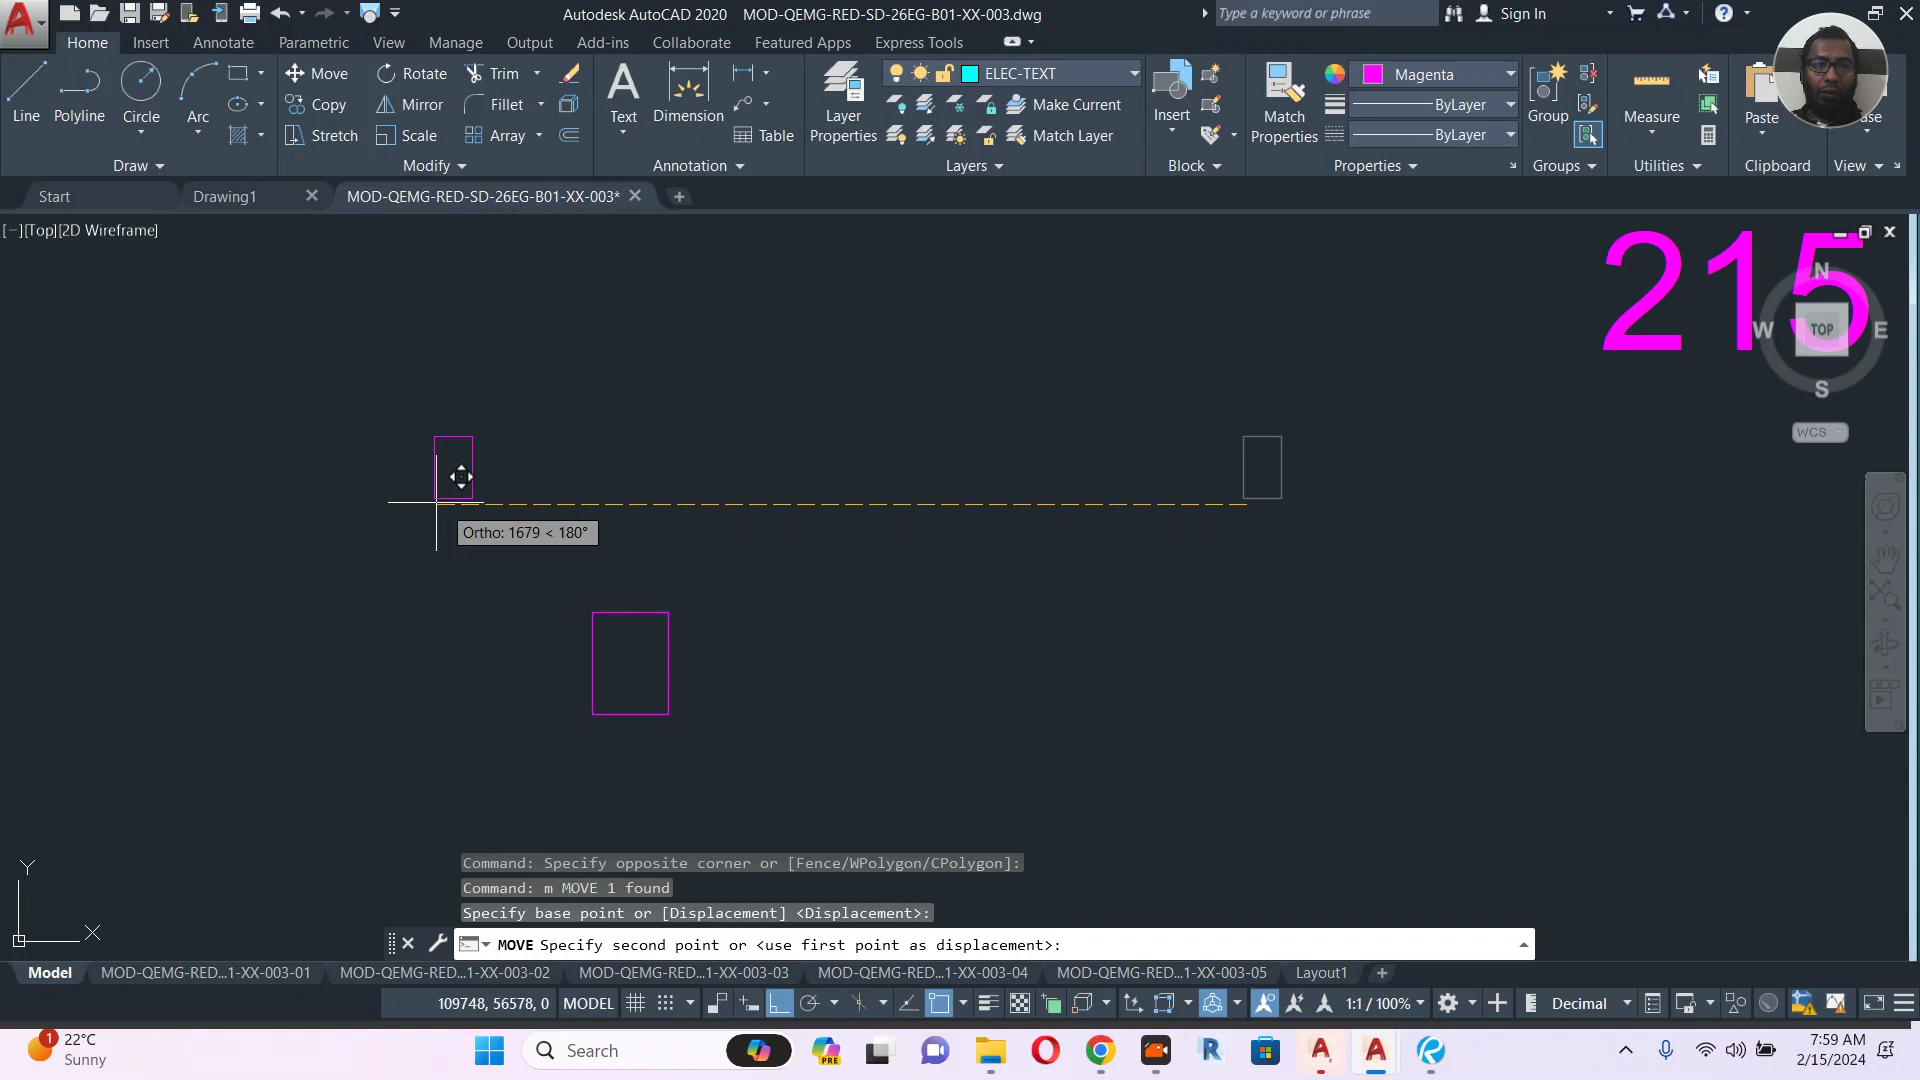 Autodesk AutoCAD 2020 MOD-QEMG-RED-SD-26EG-B01-XX-003.dwg
Type a keyword or phrase
Sign In
Home Insert Annotate Parametric View Manage Output Add-ins Collaborate Featured Apps Express Tools
Move Rotate Trim
ELEC-TEXT
Magenta
Copy Mirror Fillet
Make Current
ByLayer
Line Polyline Circle Arc
Text Dimension
Layer
Properties
Insert
Match
Properties
Group Measure Paste
Stretch Scale Array
Table
Match Layer
ByLayer
Draw Modify Annotation Layers Block Properties Groups Utilities Clipboard View
Start Drawing1 MOD-QEMG-RED-SD-26EG-B01-XX-003*
[−][Top][2D Wireframe]
215
N
W TOP E
S
WCS
Ortho: 1679 < 180°
Y
X
Command: Specify opposite corner or [Fence/WPolygon/CPolygon]:
Command: m MOVE 1 found
Specify base point or [Displacement] <Displacement>:
MOVE Specify second point or <use first point as displacement>:
Model MOD-QEMG-RED...1-XX-003-01 MOD-QEMG-RED...1-XX-003-02 MOD-QEMG-RED...1-XX-003-03 MOD-QEMG-RED...1-XX-003-04 MOD-QEMG-RED...1-XX-003-05 Layout1
109748, 56578, 0 MODEL 1:1 / 100% Decimal
1
22°C
Sunny
Search
PRE
7:59 AM
2/15/2024